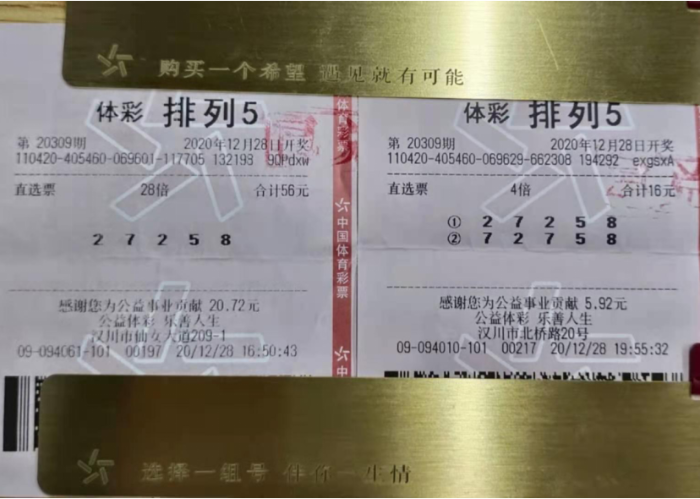 购买一个希望 遇见就有可能
体彩 排列5
第 20309期 2020年12月28日开奖
110420-405460-069601-117705 132193 9QPdxw
直选票 28倍 合计56元
2 7 2 5 8
感谢您为公益事业贡献 20.72元
公益体彩 乐善人生
汉川市仙女大道209-1
09-094061-101 00197 20/12/28 16:50:43
体育彩票
中国体育彩票
中
体彩 排列5
第 20309期 2020年12月28日开奖
110420-405460-069629-662308 194292 exgsxA
直选票 4倍 合计16元
① 2 7 2 5 8
② 7 2 7 5 8
感谢您为公益事业贡献 5.92元
公益体彩 乐善人生
汉川市北桥路20号
09-094010-101 00217 20/12/28 19:55:32
选择一组号 伴你一生情